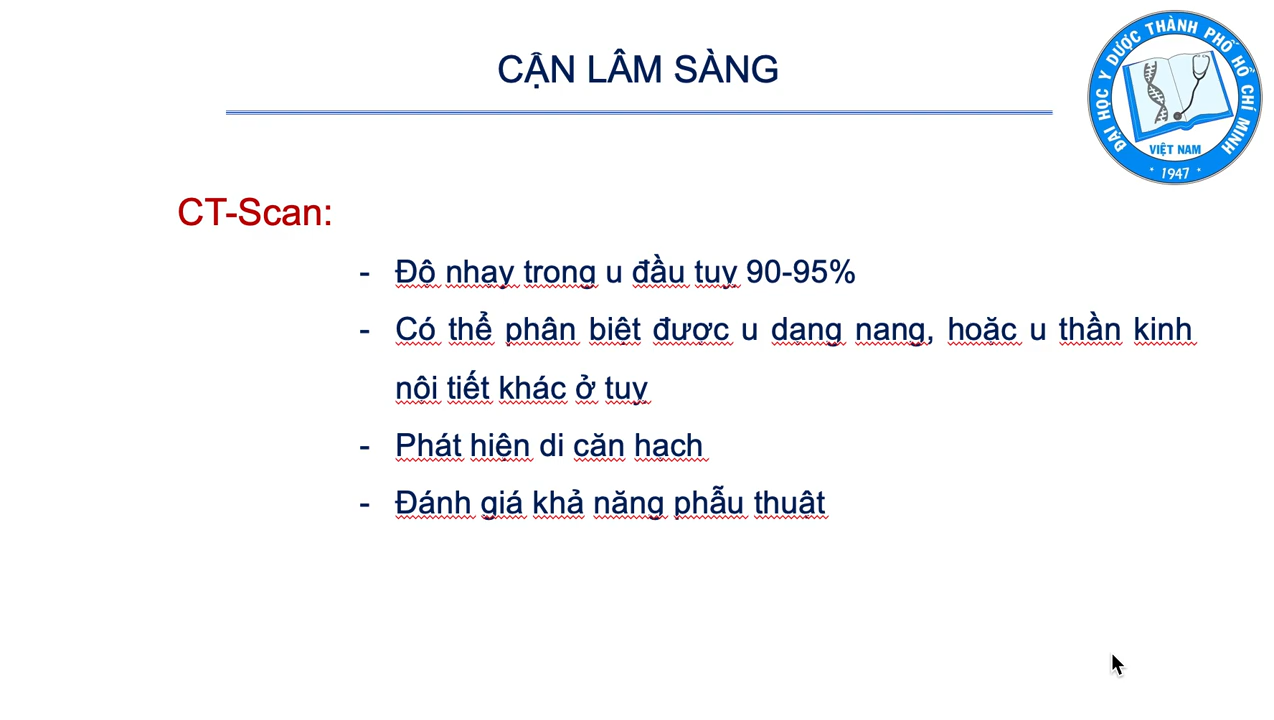 CẬN LÂM SÀNG
ĐẠI HỌC Y DƯỢC THÀNH PHỐ HỒ CHÍ MINH
VIỆT NAM
* 1947 *
CT-Scan:
- Độ nhạy trong u đầu tuỵ 90-95%
- Có thể phân biệt được u dạng nang, hoặc u thần kinh
nội tiết khác ở tuỵ
- Phát hiện di căn hạch
- Đánh giá khả năng phẫu thuật